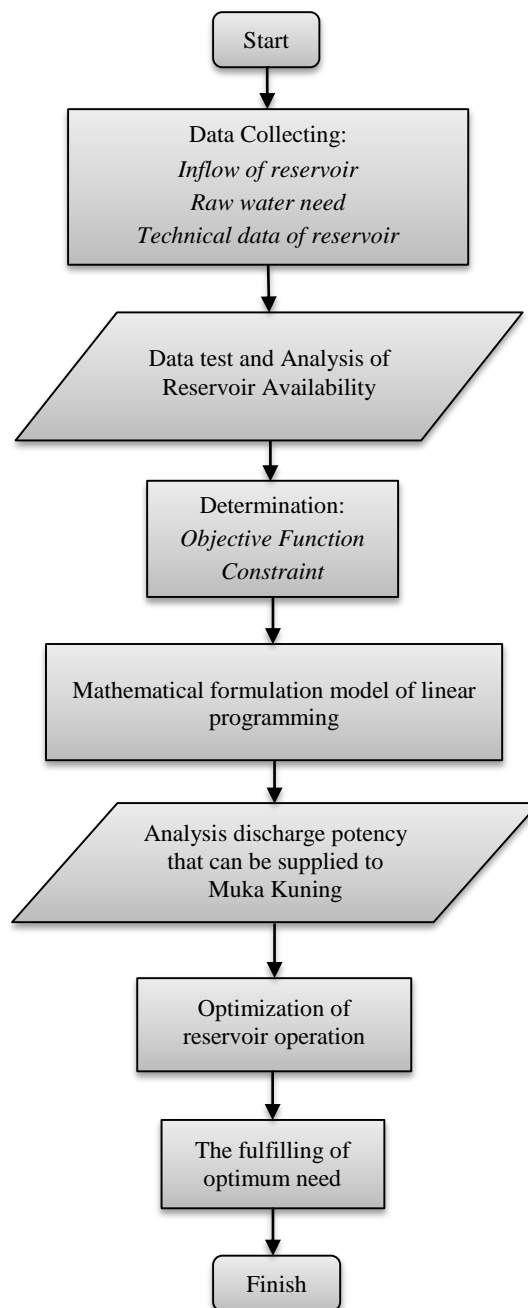 Start
Data Collecting:
Inflow of reservoir
Raw water need
Technical data of reservoir
Data test and Analysis of
Reservoir Availability
Determination:
Objective Function
Constraint
Mathematical formulation model of linear
programming
Analysis discharge potency
that can be supplied to
Muka Kuning
Optimization of
reservoir operation
The fulfilling of
optimum need
Finish